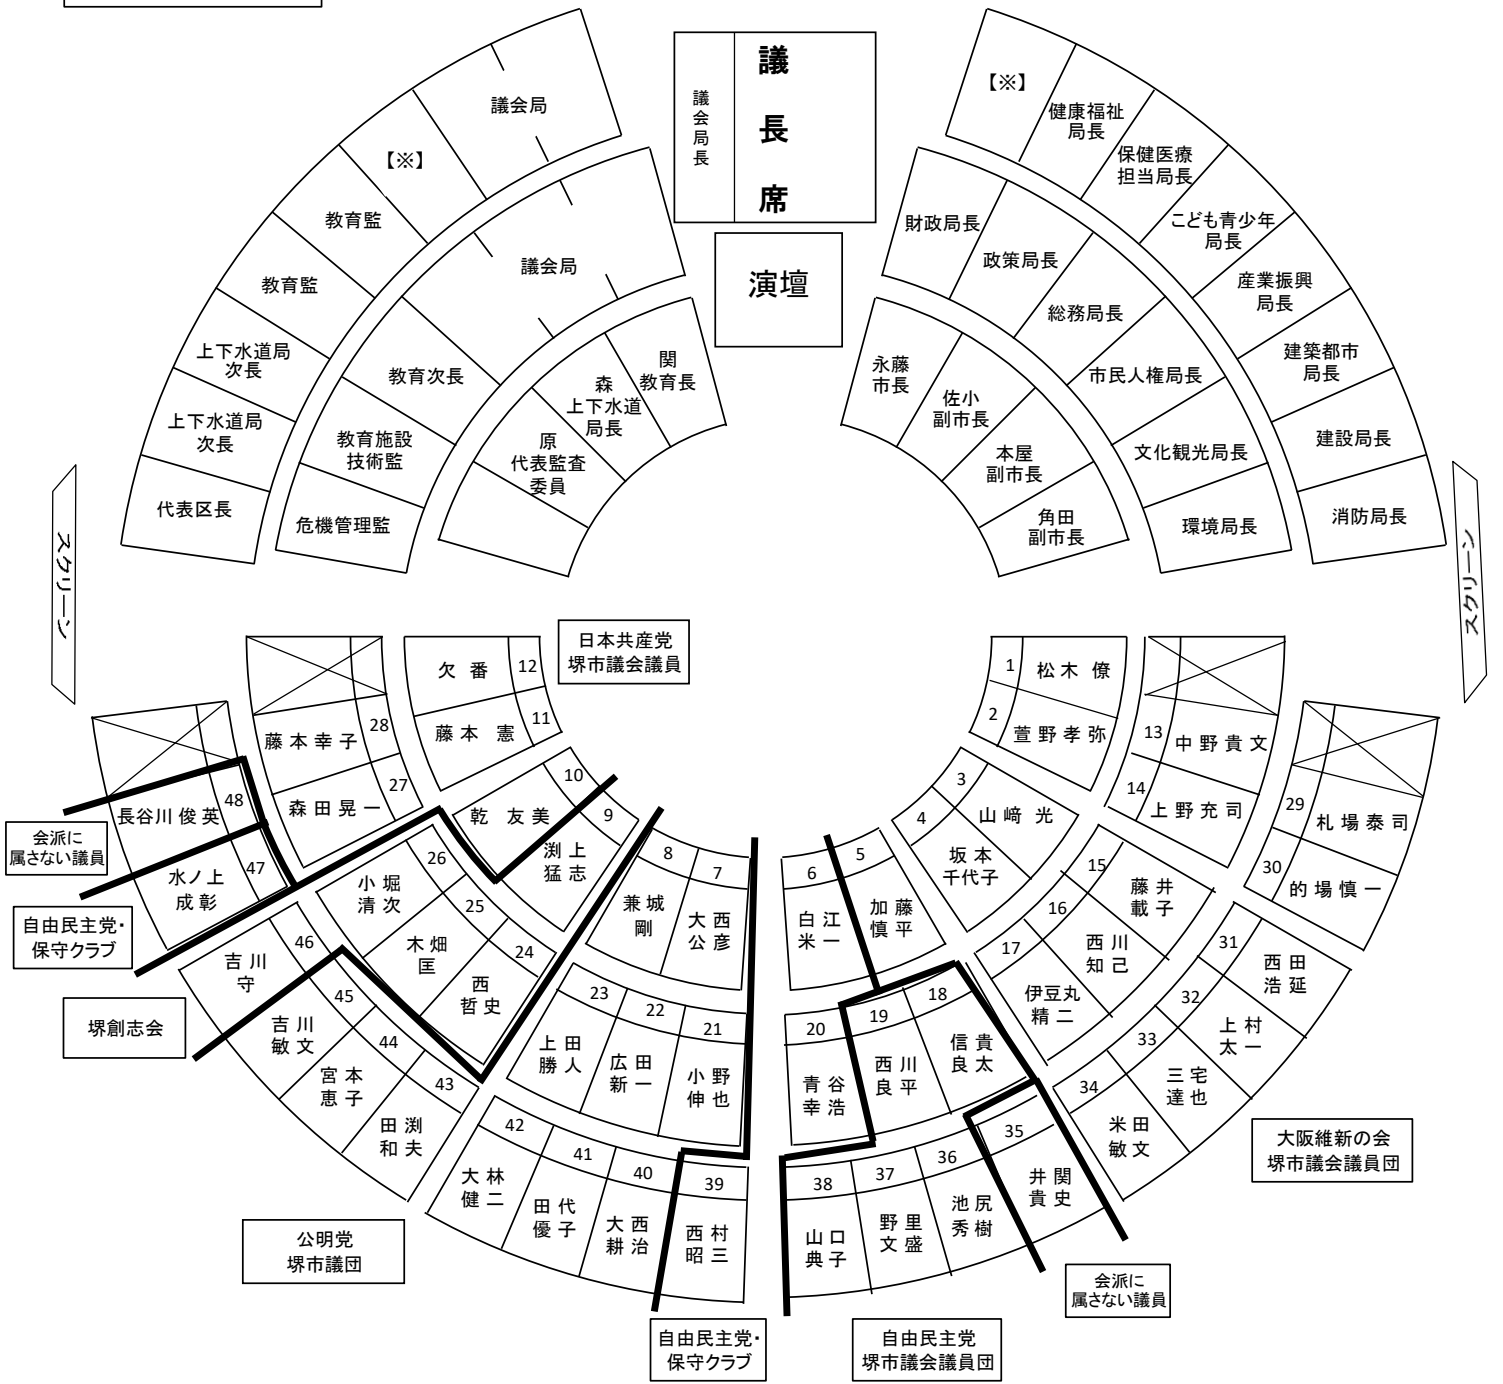 議会局
【※】
教育監
教育監
上下水道局
次長
上下水道局
次長
代表区長
議会局
教育次長
教育施設
技術監
危機管理監
関
教育長
森
上下水道
局長
原
代表監査
委員
議会局長
議長席
演壇
【※】
健康福祉
局長
保健医療
担当局長
こども青少年
局長
産業振興
局長
建築都市
局長
建設局長
消防局長
財政局長
政策局長
総務局長
市民人権局長
文化観光局長
環境局長
永藤
市長
佐小
副市長
本屋
副市長
角田
副市長
スクリーン
スクリーン
日本共産党
堺市議会議員
1 松木 僚
2 萱野孝弥
3 山﨑 光
4 坂本
千代子
5 加藤
慎平
6 白江
米一
7 大西
公彦
8 兼城
剛
9 渕上
猛志
10 乾 友美
11 藤本 憲
12 欠番
13 中野貴文
14 上野充司
15 藤井
載子
16 西川
知己
17 伊豆丸
精二
18 信貴
良太
19 西川
良平
20 青谷
幸浩
21 小野
伸也
22 広田
新一
23 上田
勝人
24 西
哲史
25 木畑
匡
26 小堀
清次
27 森田晃一
28 藤本幸子
29 札場泰司
30 的場慎一
31 西田
浩延
32 上村
太一
33 三宅
達也
34 米田
敏文
35 井関
貴史
36 池尻
秀樹
37 野里
文盛
38 山口
典子
39 西村
昭三
40 大西
耕治
41 田代
優子
42 大林
健二
43 田渕
和夫
44 宮本
恵子
45 吉川
敏文
46 吉川
守
47 水ノ上
成彰
48 長谷川俊英
会派に
属さない議員
自由民主党・
保守クラブ
堺創志会
公明党
堺市議団
自由民主党・
保守クラブ
自由民主党
堺市議会議員団
会派に
属さない議員
大阪維新の会
堺市議会議員団